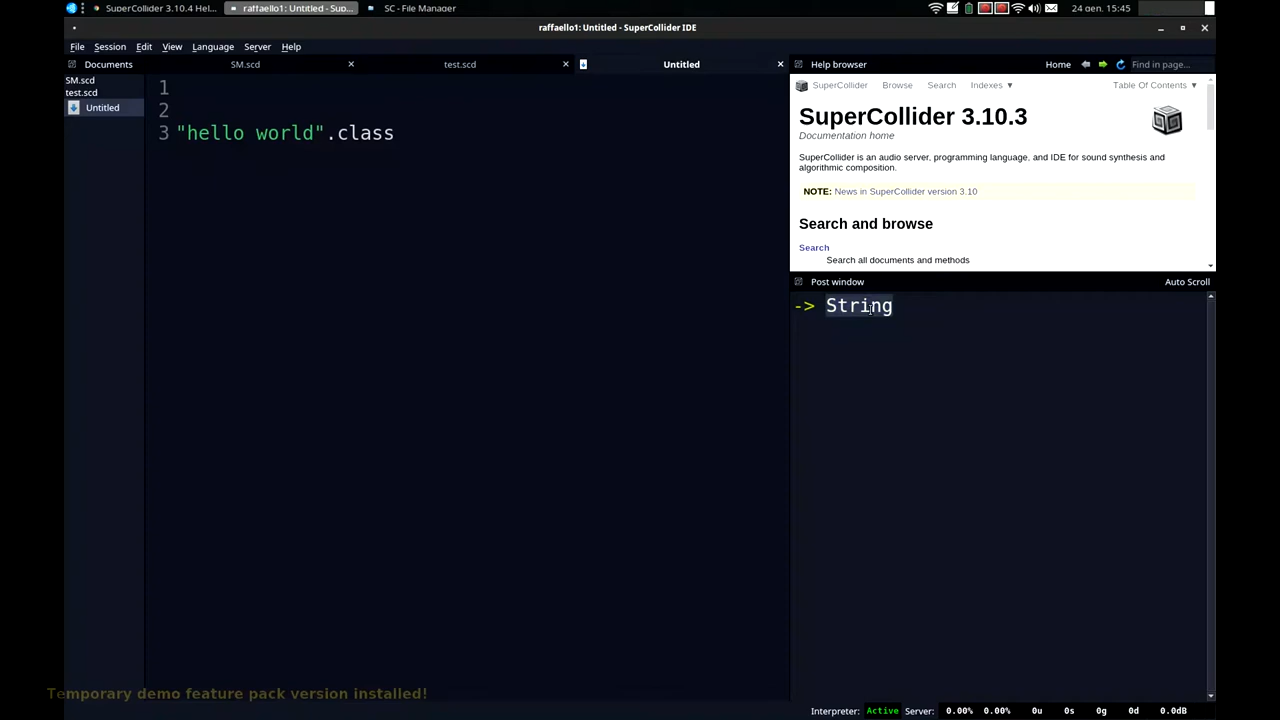 SuperCollider 3.10.4 Hel...
raffaello1: Untitled - Sup...
SC - File Manager
24 gen. 15:45
raffaello1: Untitled - SuperCollider IDE
File Session Edit View Language Server Help
Documents
SM.scd
test.scd
Untitled
Help browser
Home
Find in page...
SM.scd
test.scd
Untitled
1
2
3 "hello world".class
SuperCollider Browse Search Indexes ▼ Table Of Contents ▼
SuperCollider 3.10.3
Documentation home
SuperCollider is an audio server, programming language, and IDE for sound synthesis and
algorithmic composition.
NOTE: News in SuperCollider version 3.10
Search and browse
Search
Search all documents and methods
Post window
Auto Scroll
-> String
Temporary demo feature pack version installed!
Interpreter: Active Server: 0.00% 0.00% 0u 0s 0g 0d 0.0dB